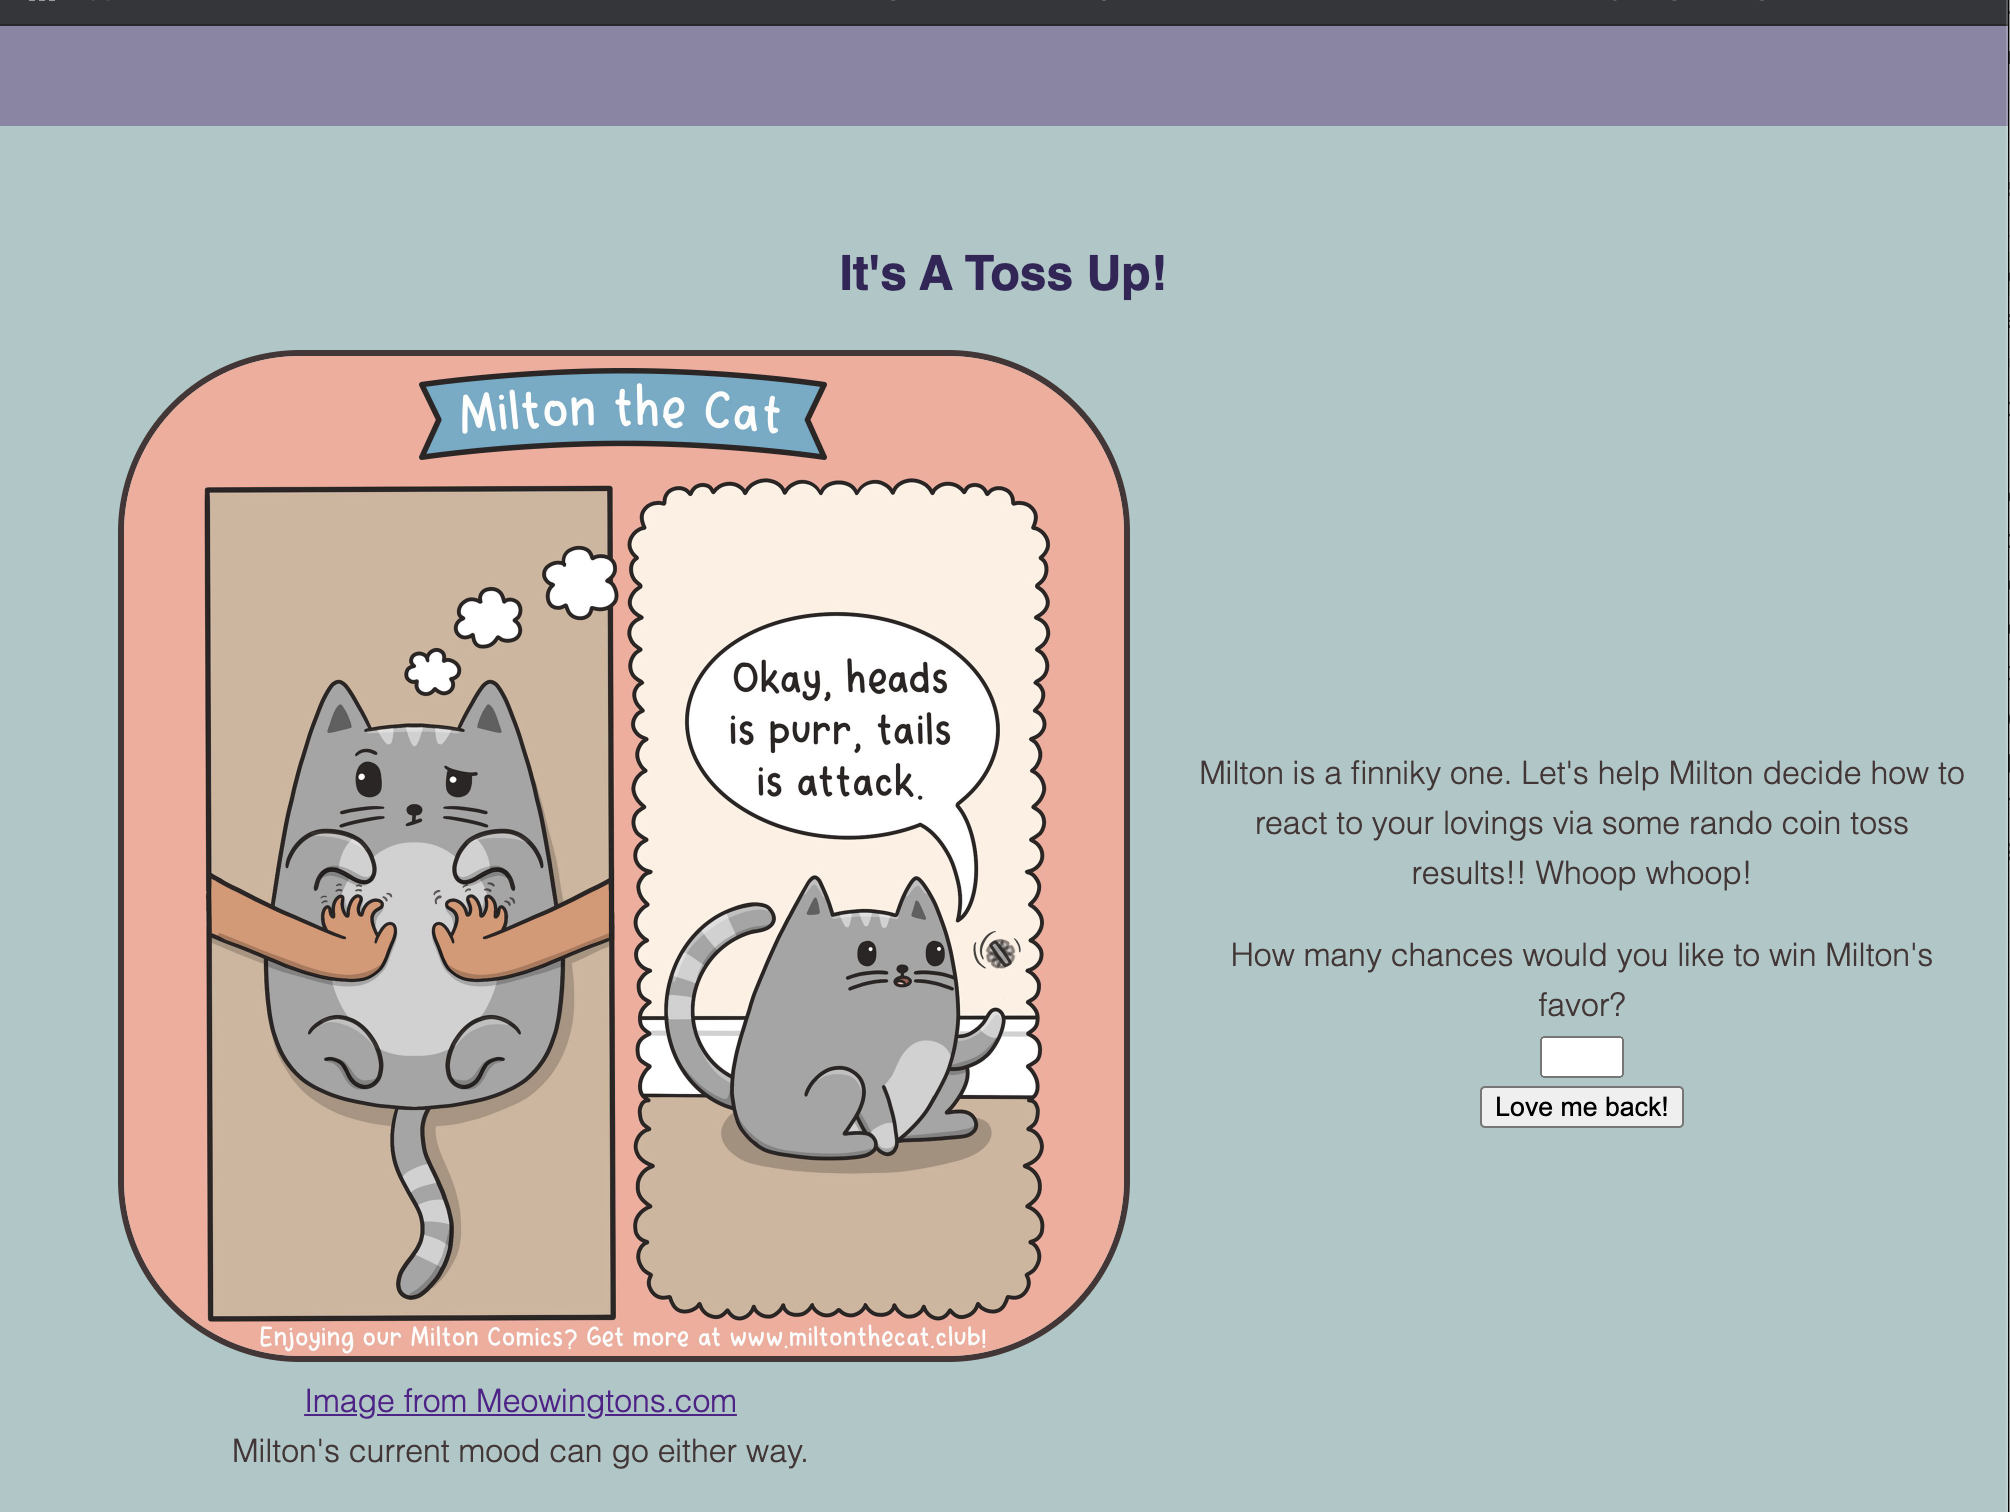 It's A Toss Up!
Milton the Cat
Okay, heads
is purr, tails
is attack.
Enjoying our Milton Comics? Get more at www.miltonthecat.club!
Image from Meowingtons.com
Milton's current mood can go either way.
Milton is a finniky one. Let's help Milton decide how to
react to your lovings via some rando coin toss
results!! Whoop whoop!
How many chances would you like to win Milton's
favor?
Love me back!